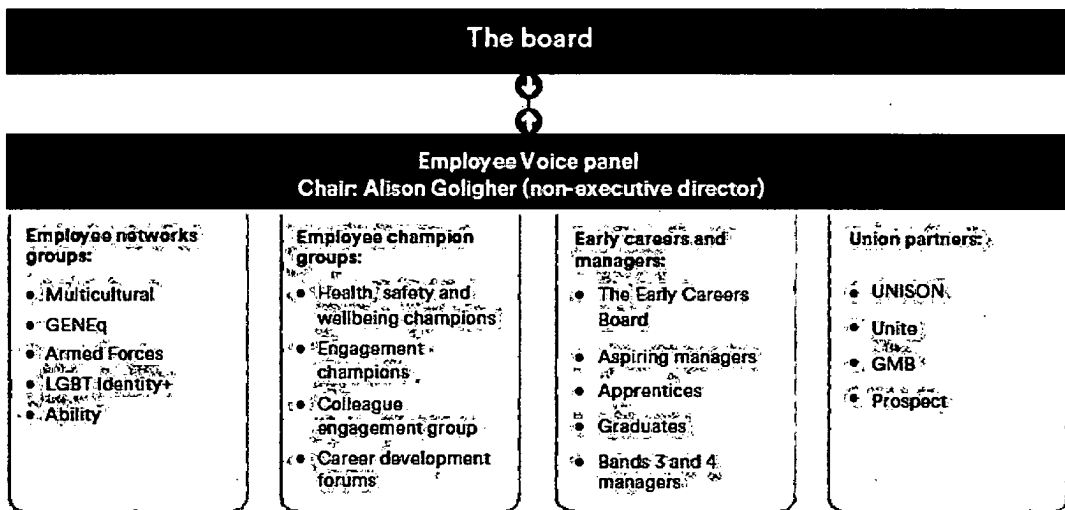 The board
Employee Voice panel
Chair: Alison Goligher (non-executive director)
Employee networks
groups:
• Multicultural
• GENEq
• Armed Forces
• LGBT Identity+
• Ability
Employee champion
groups:
• Health, safety and
wellbeing champions
• Engagement
champions
• Colleague
engagement group
• Career development
forums
Early careers and
managers:
• The Early Careers
Board
• Aspiring managers
• Apprentices
• Graduates
• Bands 3 and 4
managers
Union partners:
• UNISON
• Unite
• GMB
• Prospect